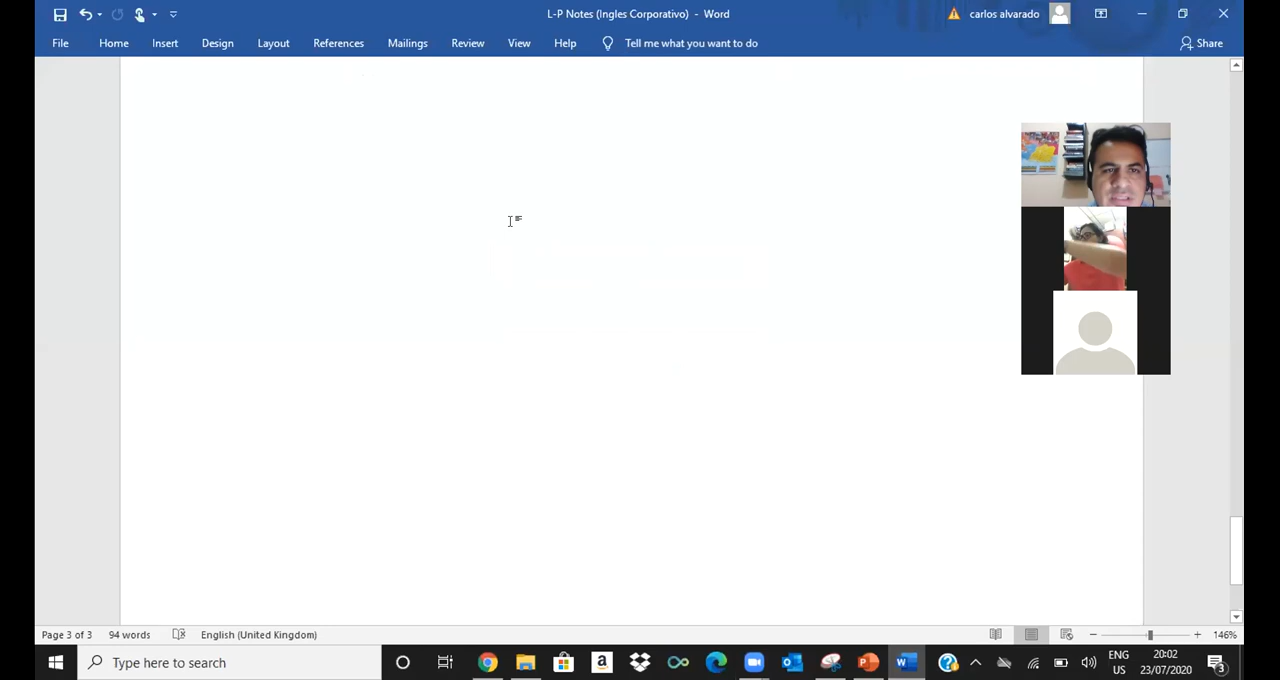 L-P Notes (Ingles Corporativo) - Word
carlos alvarado
File Home Insert Design Layout References Mailings Review View Help Tell me what you want to do Share
Page 3 of 3 94 words English (United Kingdom) 146%
Type here to search
a
ENG
US
20:02
23/07/2020
3